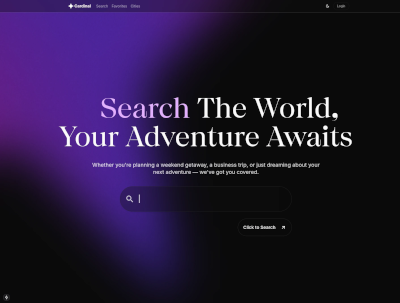 Cardinal Search Favorites Cities Login
Search The World,
Your Adventure Awaits
Whether you're planning a weekend getaway, a business trip, or just dreaming about your
next adventure — we've got you covered.
Click to Search